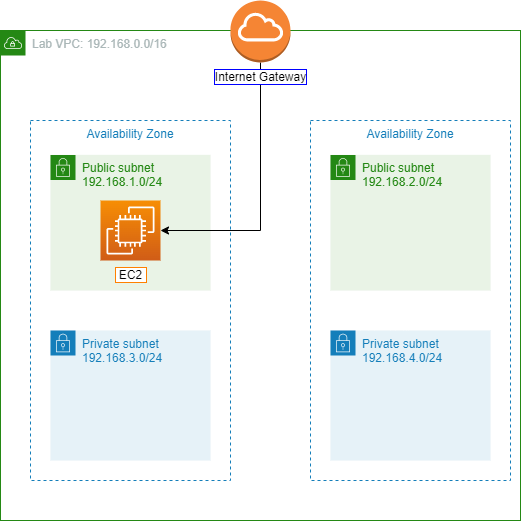 Lab VPC: 192.168.0.0/16
Internet Gateway
Availability Zone
Public subnet
192.168.1.0/24
EC2
Private subnet
192.168.3.0/24
Availability Zone
Public subnet
192.168.2.0/24
Private subnet
192.168.4.0/24